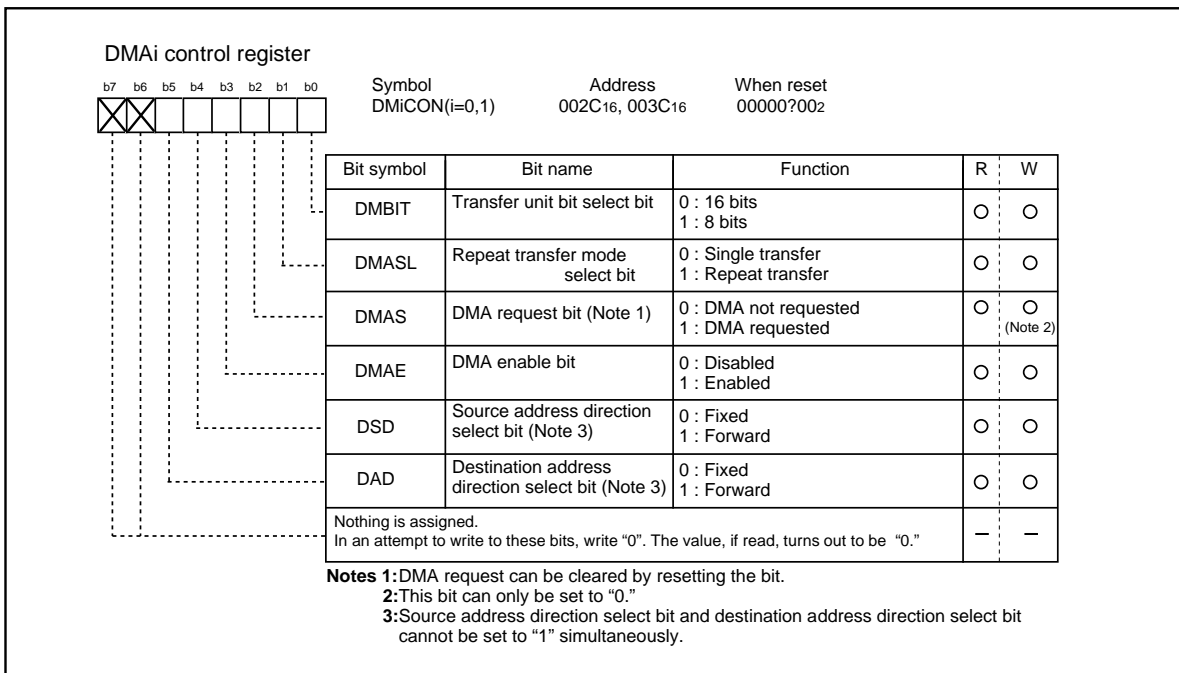 DMAi control register
b7 b6 b5 b4 b3 b2 b1 b0
Symbol Address When reset
DMiCON(i=0,1) 002C16, 003C16 00000?002
Bit symbol Bit name Function R W
DMBIT Transfer unit bit select bit 0 : 16 bits
1 : 8 bits
DMASL Repeat transfer mode
select bit 0 : Single transfer
1 : Repeat transfer
DMAS DMA request bit (Note 1) 0 : DMA not requested
1 : DMA requested
(Note 2)
DMAE DMA enable bit 0 : Disabled
1 : Enabled
DSD Source address direction
select bit (Note 3) 0 : Fixed
1 : Forward
DAD Destination address
direction select bit (Note 3) 0 : Fixed
1 : Forward
Nothing is assigned.
In an attempt to write to these bits, write “0”. The value, if read, turns out to be “0.” – –
Notes 1:DMA request can be cleared by resetting the bit.
2:This bit can only be set to “0.”
3:Source address direction select bit and destination address direction select bit
cannot be set to “1” simultaneously.